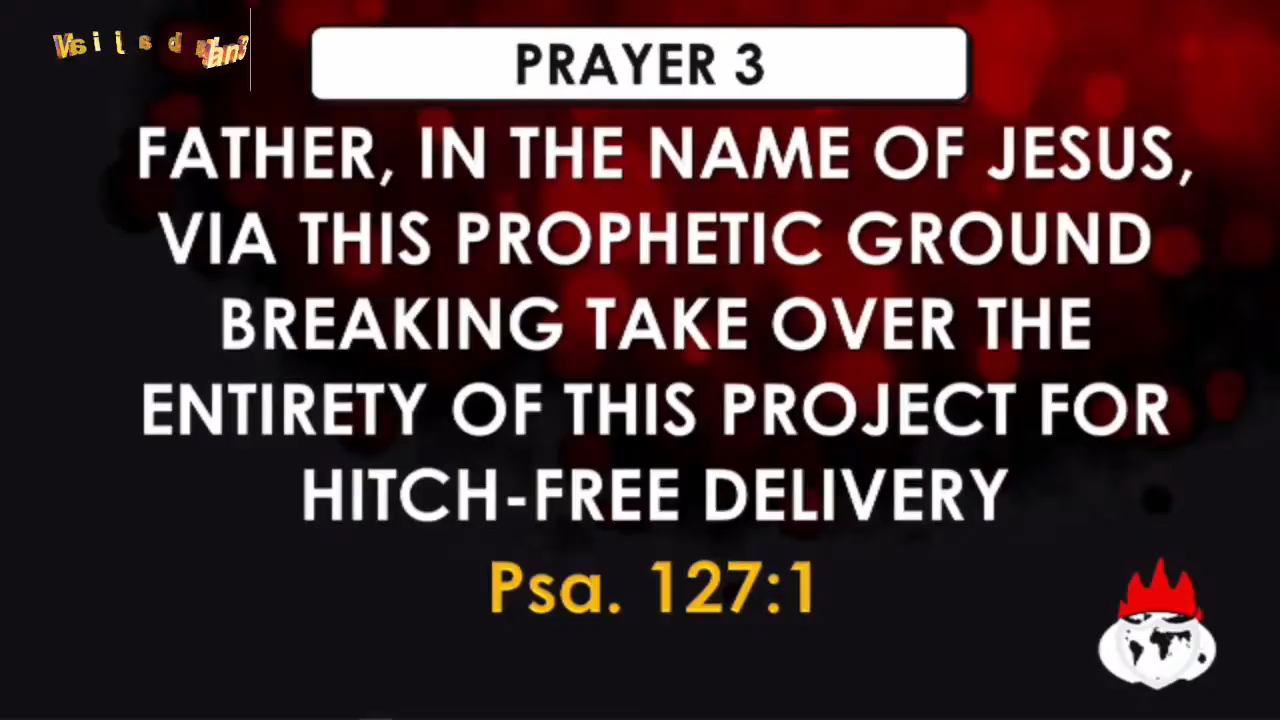 PRAYER 3
FATHER, IN THE NAME OF JESUS,
VIA THIS PROPHETIC GROUND
BREAKING TAKE OVER THE
ENTIRETY OF THIS PROJECT FOR
HITCH-FREE DELIVERY
Psa. 127:1